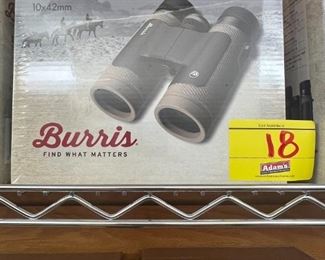 10x42mm
Burris
FIND WHAT MATTERS
18
Adam's